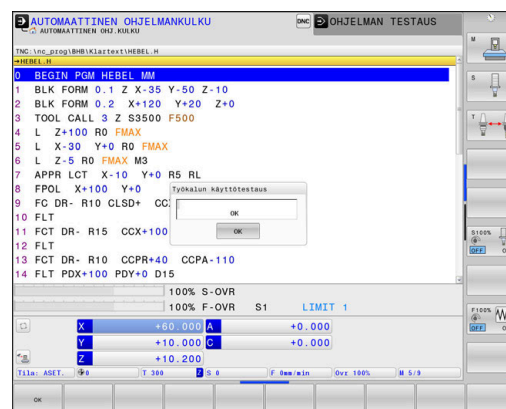 AUTOMAATTINEN OHJELMANKULKU
DNC
OHJELMAN TESTAUS
AUTOMAATTINEN OHJ.KULKU
TNC:\nc_prog\BHB\Klartext\HEBEL.H
→HEBEL.H
0 BEGIN PGM HEBEL MM
1 BLK FORM 0.1 Z X-35 Y-50 Z-10
2 BLK FORM 0.2 X+120 Y+20 Z+0
3 TOOL CALL 3 Z S3500 F500
4 L Z+100 R0 FMAX
5 L X-30 Y+0 R0 FMAX
6 L Z-5 R0 FMAX M3
7 APPR LCT X-10 Y+0 R5 RL
8 FPOL X+100 Y+0
9 FC DR- R10 CLSD+ CC
10 FLT
11 FCT DR- R15 CCX+100
12 FLT
13 FCT DR- R10 CCPR+40 CCPA-110
14 FLT PDX+100 PDY+0 D15
Työkalun käyttötestaus
OK
OK
100% S-OVR
100% F-OVR S1 LIMIT 1
X +60.000 A +0.000
Y +10.000 C +0.000
Z +10.200
Tila: ASET. 0 T 300 Z S 0 F 0mm/min Ovr 100% M 5/9
OK
M
S
T
S100%
OFF
F100%
OFF